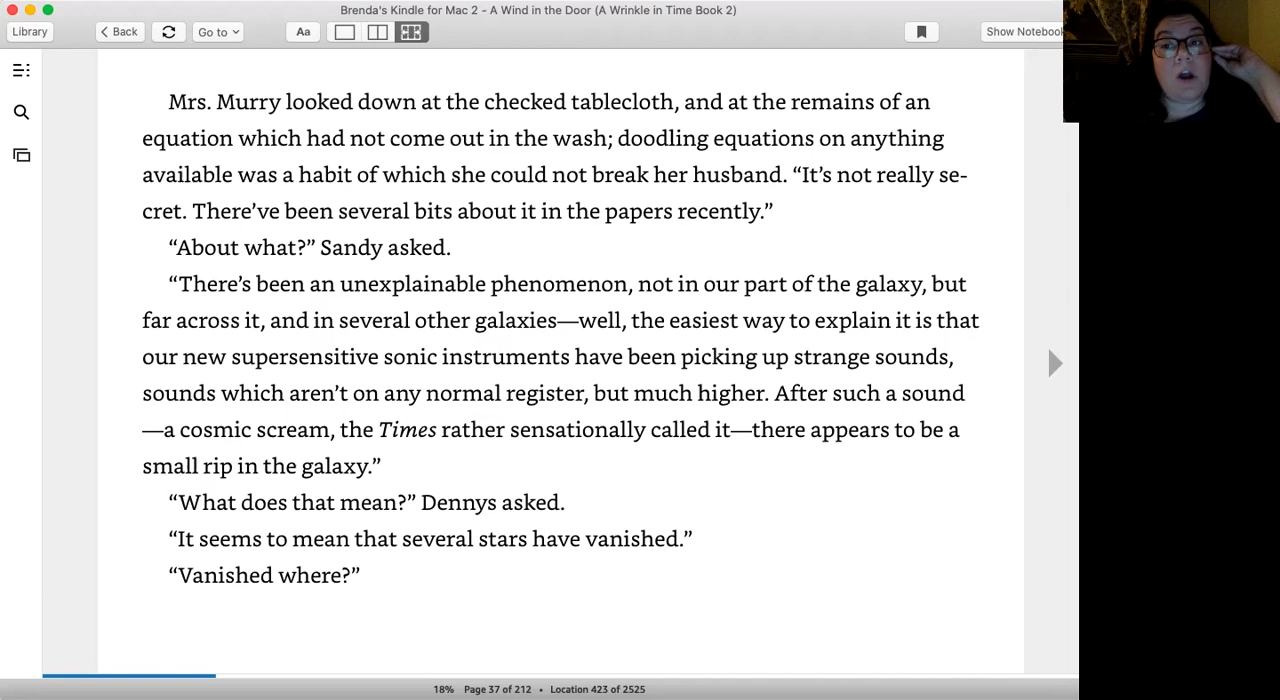 Brenda's Kindle for Mac 2 - A Wind in the Door (A Wrinkle in Time Book 2)
Library
Back
Go to
Aa
Show Notebook
Mrs. Murry looked down at the checked tablecloth, and at the remains of an
equation which had not come out in the wash; doodling equations on anything
available was a habit of which she could not break her husband. “It’s not really se-
cret. There’ve been several bits about it in the papers recently.”
“About what?” Sandy asked.
“There’s been an unexplainable phenomenon, not in our part of the galaxy, but
far across it, and in several other galaxies—well, the easiest way to explain it is that
our new supersensitive sonic instruments have been picking up strange sounds,
sounds which aren’t on any normal register, but much higher. After such a sound
—a cosmic scream, the Times rather sensationally called it—there appears to be a
small rip in the galaxy.”
“What does that mean?” Dennys asked.
“It seems to mean that several stars have vanished.”
“Vanished where?”
18% Page 37 of 212 • Location 423 of 2525